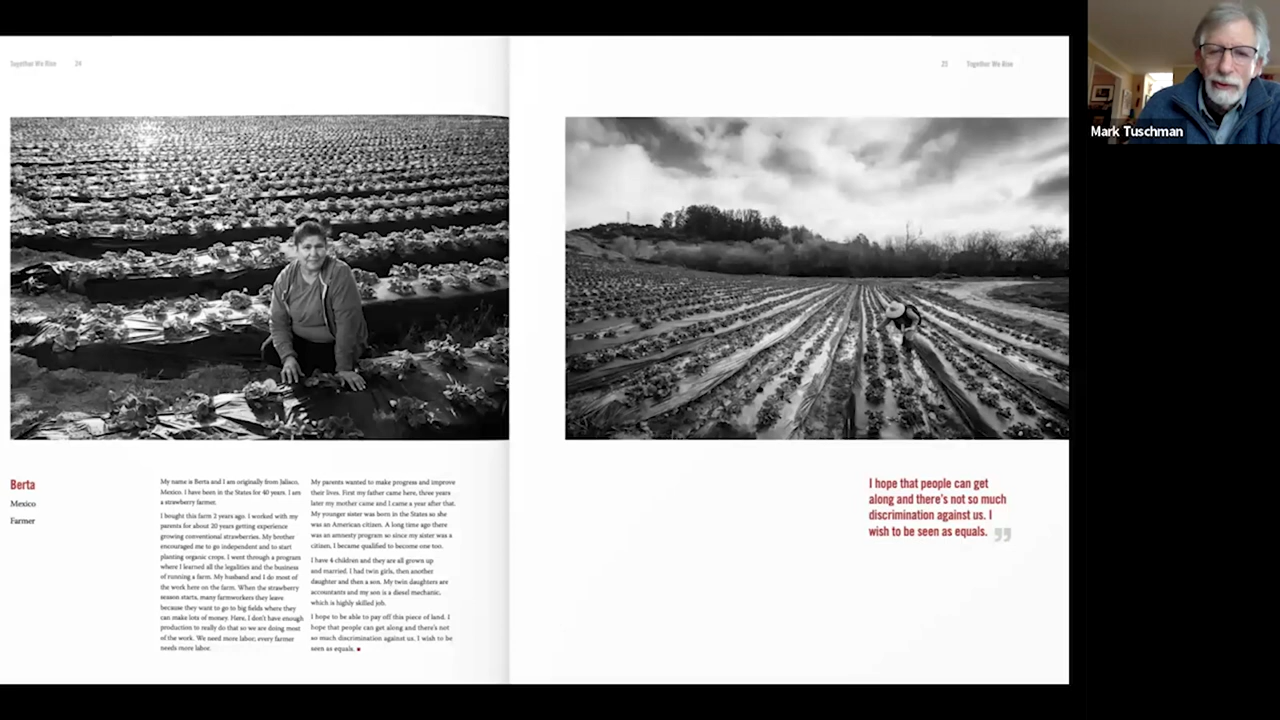 Together We Rise 24
25 Together We Rise
Mark Tuschman
Berta
Mexico
Farmer
My name is Berta and I am originally from Jalisco,
Mexico. I have been in the States for 40 years. I am
a strawberry farmer.
I bought this farm 2 years ago. I worked with my
parents for about 20 years getting experience
growing conventional strawberries. My brother
encouraged me to go independent and to start
planting organic crops. I went through a program
where I learned all the legalities and the business
of running a farm. My husband and I do most of
the work here on the farm. When the strawberry
season starts, many farmworkers they leave
because they want to go to big fields where they
can make lots of money. Here, I don't have enough
production to really do that so we are doing most
of the work. We need more labor; every farmer
needs more labor.
My parents wanted to make progress and improve
their lives. First my father came here, three years
later my mother came and I came a year after that.
My younger sister was born in the States so she
was an American citizen. A long time ago there
was an amnesty program so since my sister was a
citizen, I became qualified to become one too.
I have 4 children and they are all grown up
and married. I had twin girls, then another
daughter and then a son. My twin daughters are
accountants and my son is a diesel mechanic,
which is highly skilled job.
I hope to be able to pay off this piece of land. I
hope that people can get along and there's not
so much discrimination against us. I wish to be
seen as equals.
I hope that people can get
along and there's not so much
discrimination against us. I
wish to be seen as equals. ”